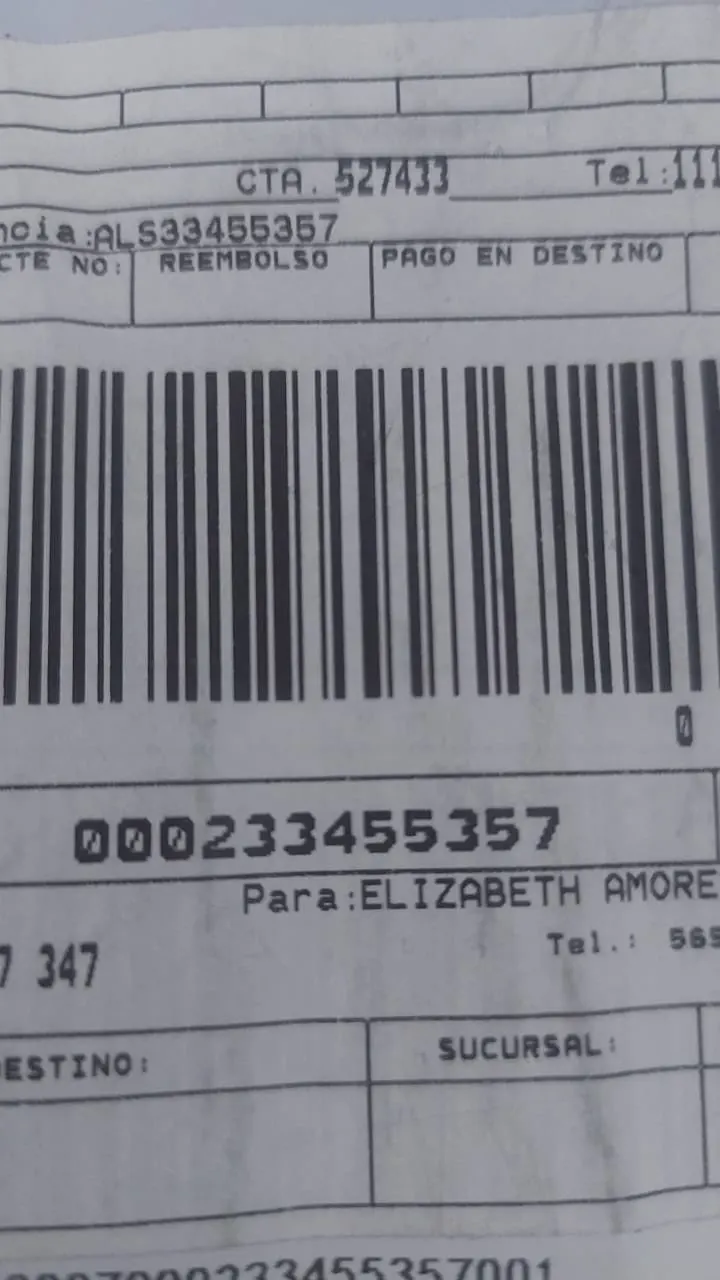 CTA. 527433 Tel:111
ncia:ALS33455357
CTE NO: REEMBOLSO PAGO EN DESTINO
0
000233455357
Para:ELIZABETH AMORE
Tel.: 565
7 347
ESTINO: SUCURSAL:
7000233455357001